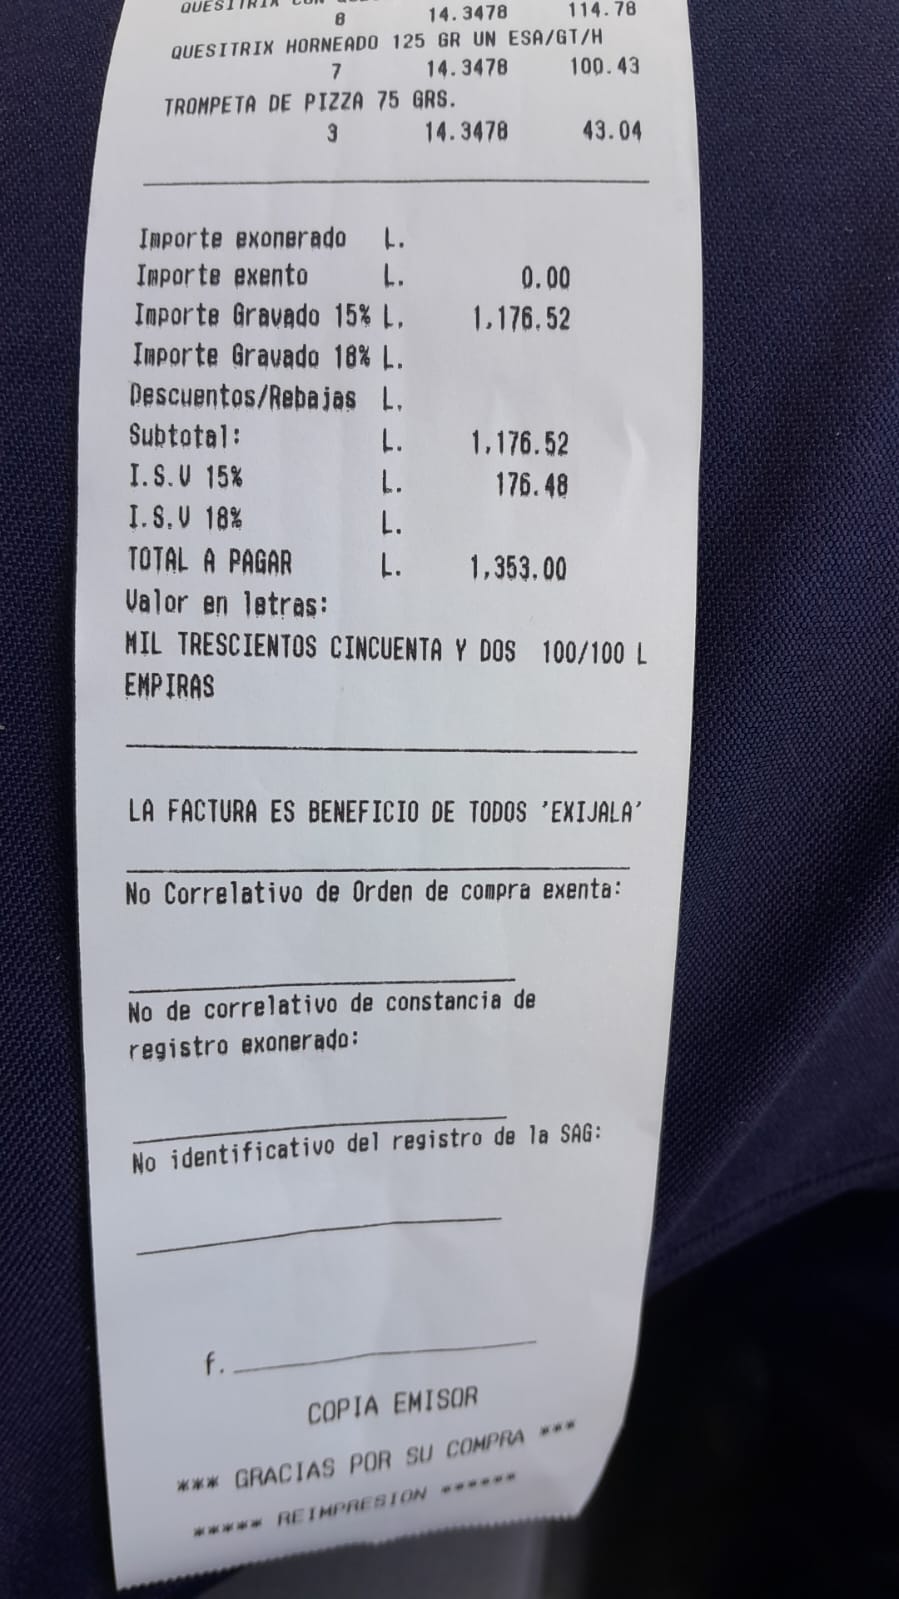 QUESITRIX CON
8 14.3478 114.78
QUESITRIX HORNEADO 125 GR UN ESA/GT/H
7 14.3478 100.43
TROMPETA DE PIZZA 75 GRS.
3 14.3478 43.04
Importe exonerado L.
Importe exento L. 0.00
Importe Gravado 15% L. 1,176.52
Importe Gravado 18% L.
Descuentos/Rebajas L.
Subtotal: L. 1,176.52
I.S.V 15% L. 176.48
I.S.V 18% L.
TOTAL A PAGAR L. 1,353.00
Valor en letras:
MIL TRESCIENTOS CINCUENTA Y DOS 100/100 L
EMPIRAS
LA FACTURA ES BENEFICIO DE TODOS 'EXIJALA'
No Correlativo de Orden de compra exenta:
No de correlativo de constancia de
registro exonerado:
No identificativo del registro de la SAG:
f.
COPIA EMISOR
*** GRACIAS POR SU COMPRA ***
***** REIMPRESION ******